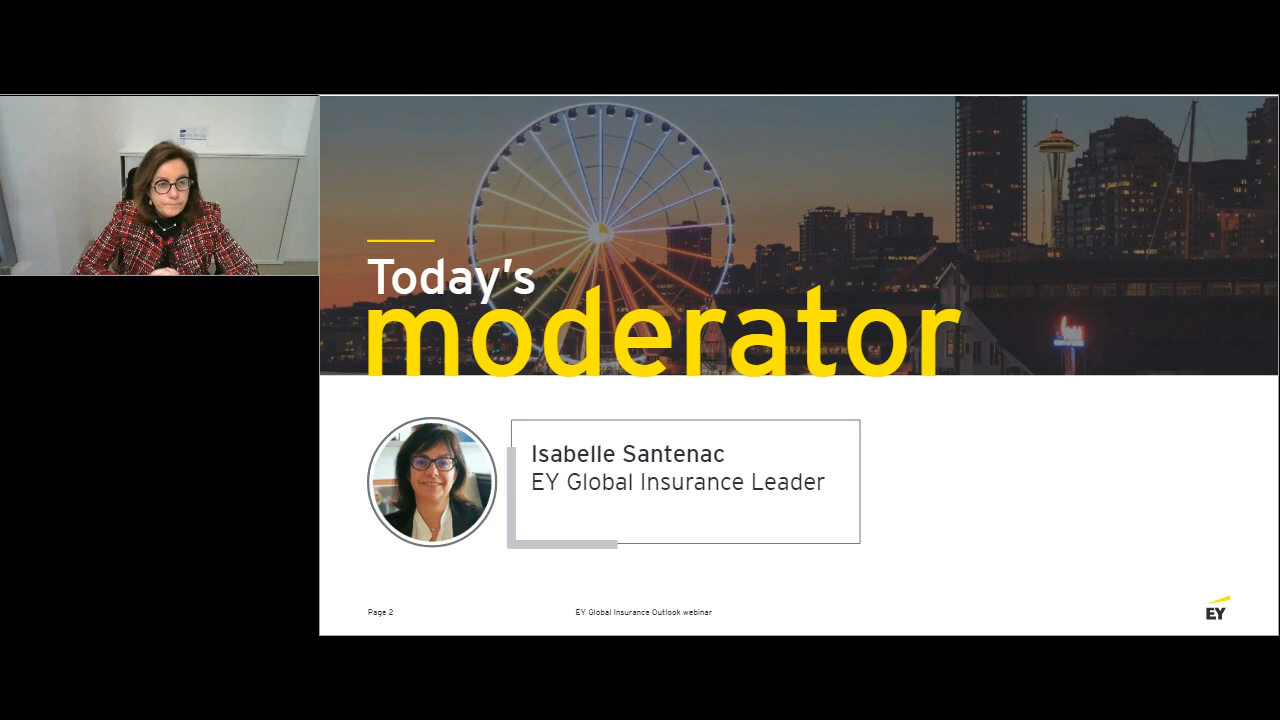 Today's
moderator
Isabelle Santenac
EY Global Insurance Leader
Page 2
EY Global Insurance Outlook webinar
EY